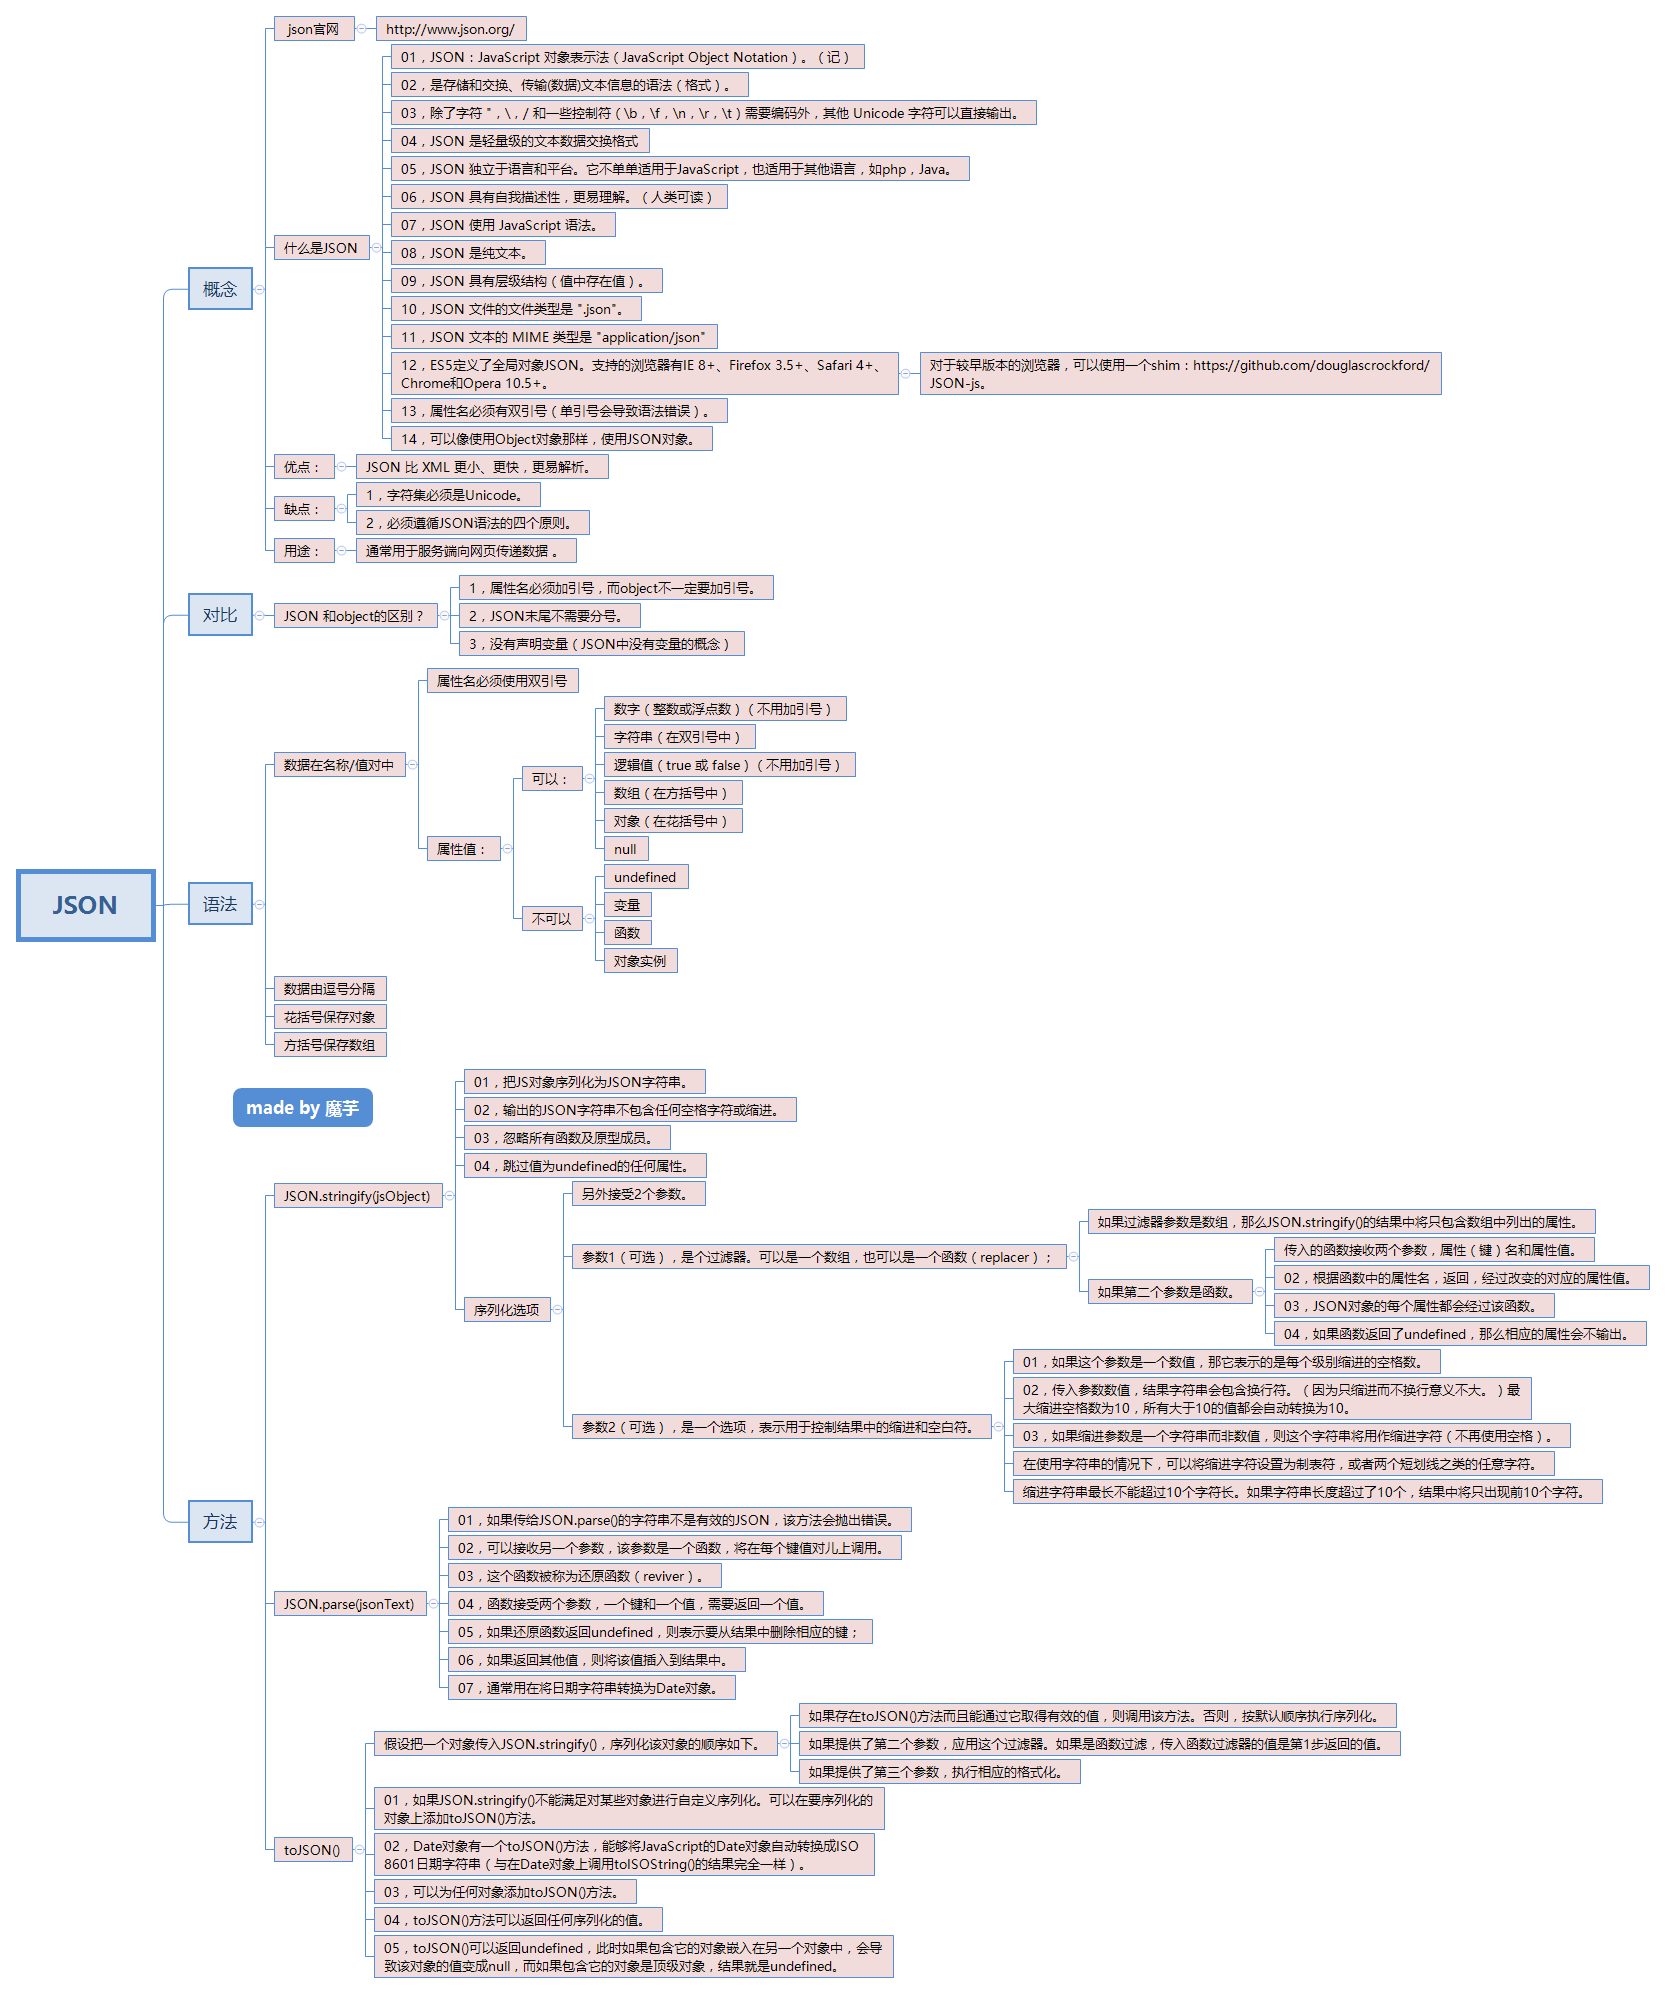 JSON
概念
json官网
http://www.json.org/
什么是JSON
01，JSON：JavaScript 对象表示法（JavaScript Object Notation）。（记）
02，是存储和交换、传输(数据)文本信息的语法（格式）。
03，除了字符 "，\，/ 和一些控制符（\b，\f，\n，\r，\t）需要编码外，其他 Unicode 字符可以直接输出。
04，JSON 是轻量级的文本数据交换格式
05，JSON 独立于语言和平台。它不单单适用于JavaScript，也适用于其他语言，如php，Java。
06，JSON 具有自我描述性，更易理解。（人类可读）
07，JSON 使用 JavaScript 语法。
08，JSON 是纯文本。
09，JSON 具有层级结构（值中存在值）。
10，JSON 文件的文件类型是 ".json"。
11，JSON 文本的 MIME 类型是 "application/json"
12，ES5定义了全局对象JSON。支持的浏览器有IE 8+、Firefox 3.5+、Safari 4+、
Chrome和Opera 10.5+。
对于较早版本的浏览器，可以使用一个shim：https://github.com/douglascrockford/
JSON-js。
13，属性名必须有双引号（单引号会导致语法错误）。
14，可以像使用Object对象那样，使用JSON对象。
优点：
JSON 比 XML 更小、更快，更易解析。
缺点：
1，字符集必须是Unicode。
2，必须遵循JSON语法的四个原则。
用途：
通常用于服务端向网页传递数据 。
对比
JSON 和object的区别？
1，属性名必须加引号，而object不一定要加引号。
2，JSON末尾不需要分号。
3，没有声明变量（JSON中没有变量的概念）
语法
数据在名称/值对中
属性名必须使用双引号
属性值：
可以：
数字（整数或浮点数）（不用加引号）
字符串（在双引号中）
逻辑值（true 或 false）（不用加引号）
数组（在方括号中）
对象（在花括号中）
null
不可以
undefined
变量
函数
对象实例
数据由逗号分隔
花括号保存对象
方括号保存数组
made by 魔芋
方法
JSON.stringify(jsObject)
01，把JS对象序列化为JSON字符串。
02，输出的JSON字符串不包含任何空格字符或缩进。
03，忽略所有函数及原型成员。
04，跳过值为undefined的任何属性。
序列化选项
另外接受2个参数。
参数1（可选），是个过滤器。可以是一个数组，也可以是一个函数（replacer）；
如果过滤器参数是数组，那么JSON.stringify()的结果中将只包含数组中列出的属性。
如果第二个参数是函数。
传入的函数接收两个参数，属性（键）名和属性值。
02，根据函数中的属性名，返回，经过改变的对应的属性值。
03，JSON对象的每个属性都会经过该函数。
04，如果函数返回了undefined，那么相应的属性会不输出。
参数2（可选），是一个选项，表示用于控制结果中的缩进和空白符。
01，如果这个参数是一个数值，那它表示的是每个级别缩进的空格数。
02，传入参数数值，结果字符串会包含换行符。（因为只缩进而不换行意义不大。）最
大缩进空格数为10，所有大于10的值都会自动转换为10。
03，如果缩进参数是一个字符串而非数值，则这个字符串将用作缩进字符（不再使用空格）。
在使用字符串的情况下，可以将缩进字符设置为制表符，或者两个短划线之类的任意字符。
缩进字符串最长不能超过10个字符长。如果字符串长度超过了10个，结果中将只出现前10个字符。
JSON.parse(jsonText)
01，如果传给JSON.parse()的字符串不是有效的JSON，该方法会抛出错误。
02，可以接收另一个参数，该参数是一个函数，将在每个键值对儿上调用。
03，这个函数被称为还原函数（reviver）。
04，函数接受两个参数，一个键和一个值，需要返回一个值。
05，如果还原函数返回undefined，则表示要从结果中删除相应的键；
06，如果返回其他值，则将该值插入到结果中。
07，通常用在将日期字符串转换为Date对象。
toJSON()
假设把一个对象传入JSON.stringify()，序列化该对象的顺序如下。
如果存在toJSON()方法而且能通过它取得有效的值，则调用该方法。否则，按默认顺序执行序列化。
如果提供了第二个参数，应用这个过滤器。如果是函数过滤，传入函数过滤器的值是第1步返回的值。
如果提供了第三个参数，执行相应的格式化。
01，如果JSON.stringify()不能满足对某些对象进行自定义序列化。可以在要序列化的
对象上添加toJSON()方法。
02，Date对象有一个toJSON()方法，能够将JavaScript的Date对象自动转换成ISO
8601日期字符串（与在Date对象上调用toISOString()的结果完全一样）。
03，可以为任何对象添加toJSON()方法。
04，toJSON()方法可以返回任何序列化的值。
05，toJSON()可以返回undefined，此时如果包含它的对象嵌入在另一个对象中，会导
致该对象的值变成null，而如果包含它的对象是顶级对象，结果就是undefined。